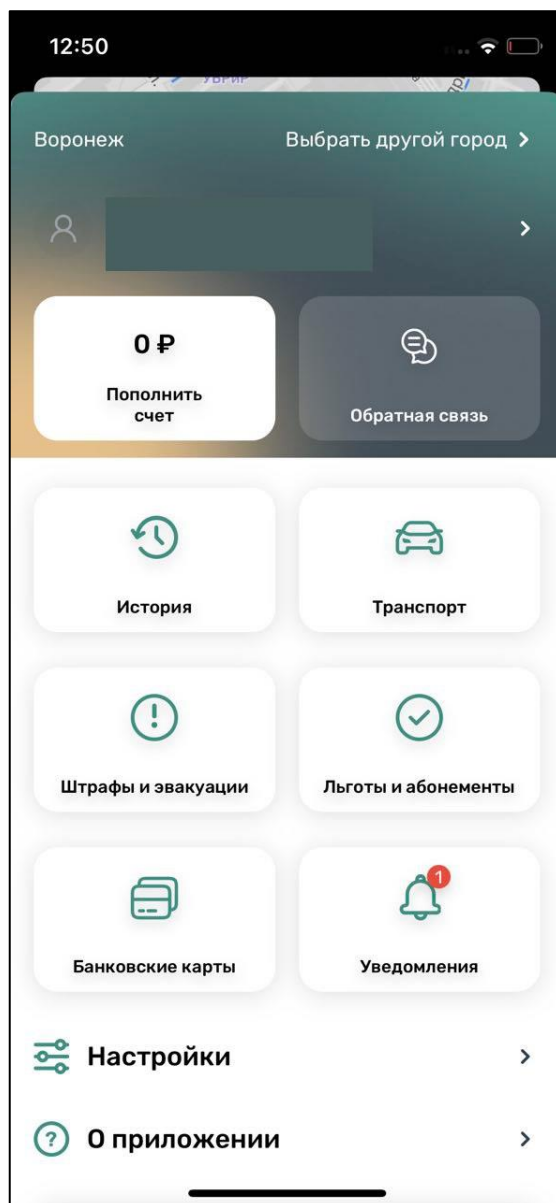 12:50
УБРИР
Воронеж
Выбрать другой город
0 ₽
Пополнить
счет
Обратная связь
История
Транспорт
Штрафы и эвакуации
Льготы и абонементы
1
Банковские карты
Уведомления
Настройки
? О приложении